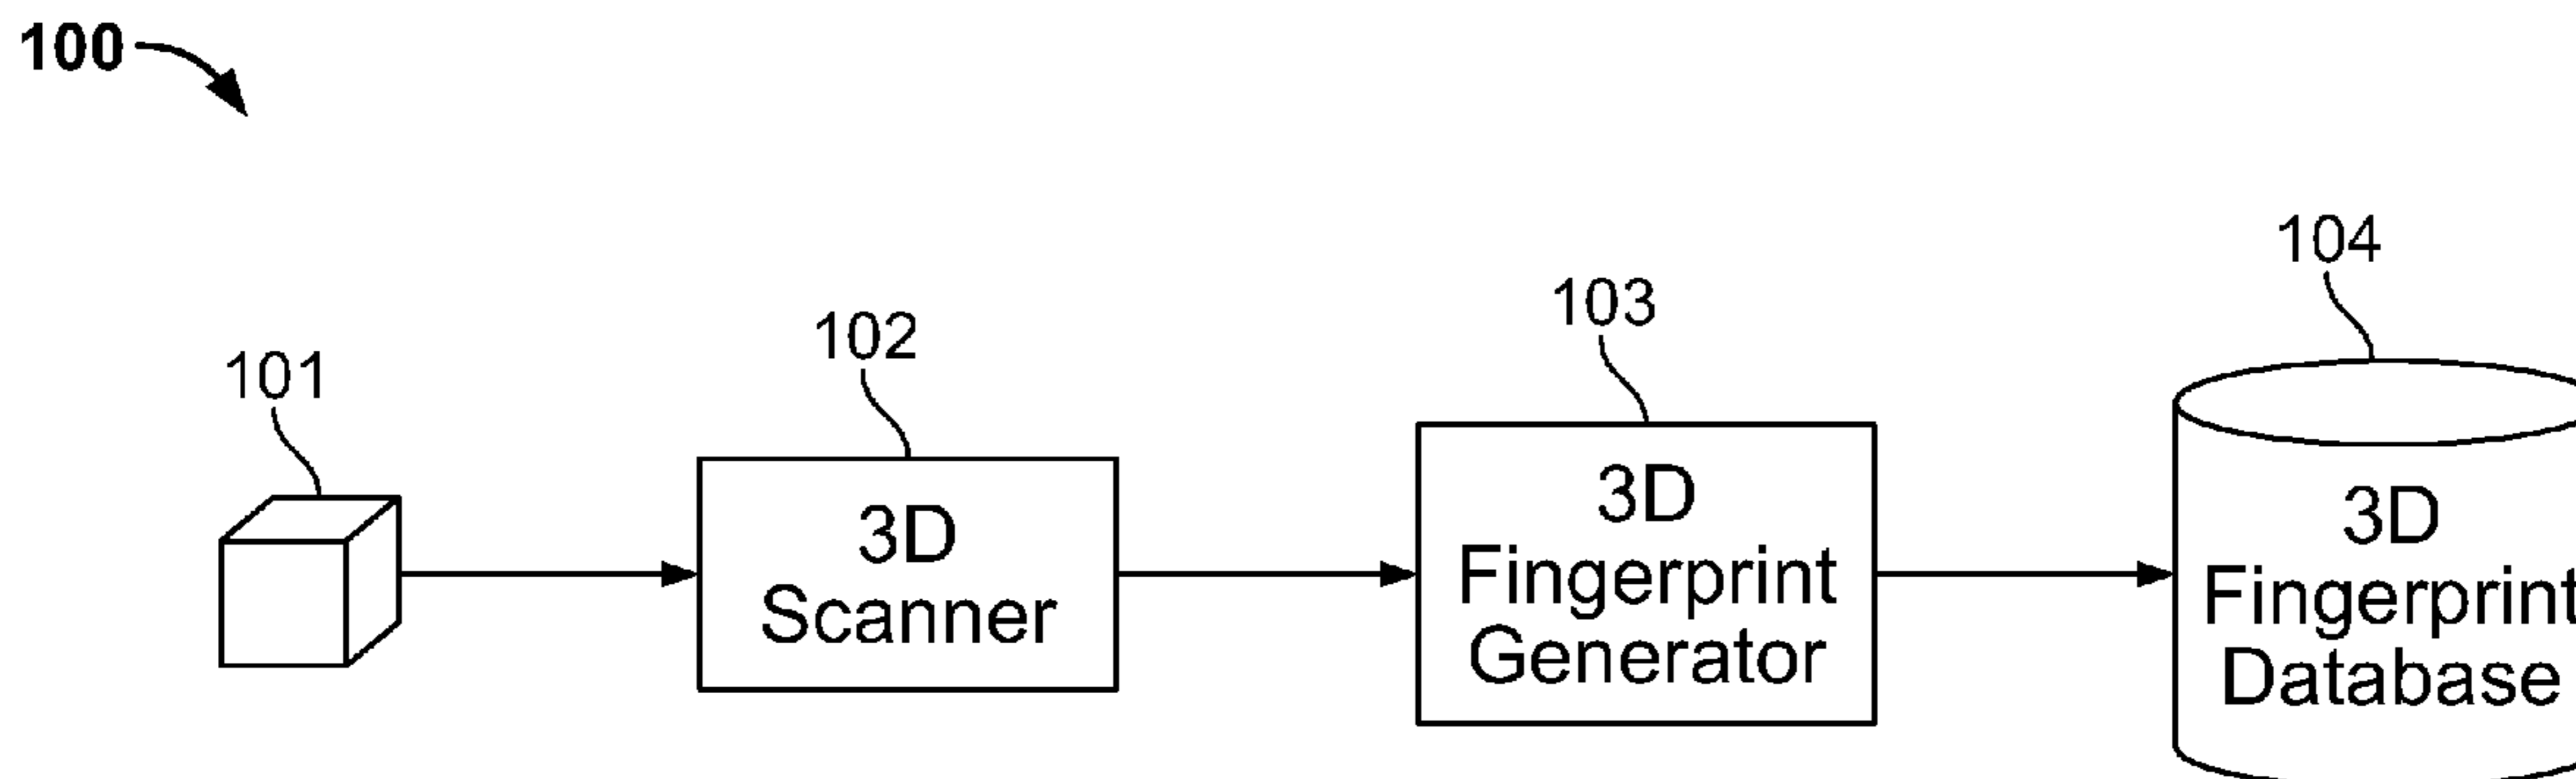 100
101
102
103
104
3D
Scanner
3D
Fingerprint
Generator
3D
Fingerprint
Database